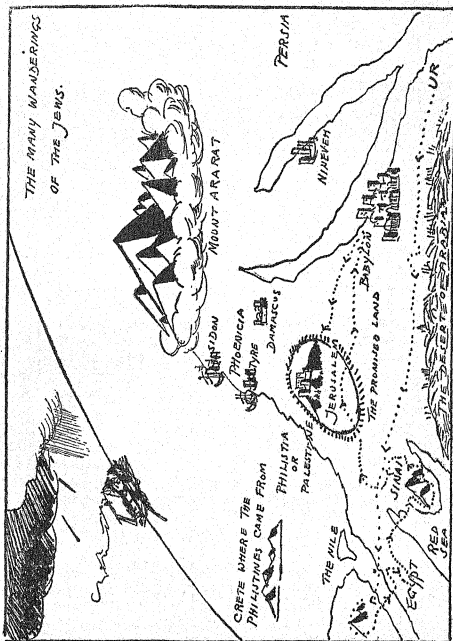 THE MANY WANDERINGS
OF THE JEWS.
MOUNT ARARAT
PERSIA
NINEVEH
SIDON
PHOENICIA
TYRE
DAMASCUS
BABYLON
UR
JERUSALEM
THE PROMISED LAND
THE DESERTS OF ARABIA
CRETE WHERE THE
PHILISTINES CAME FROM
PHILISTIA
OR
PALESTINE
THE NILE
SINAI
EGYPT
RED
SEA